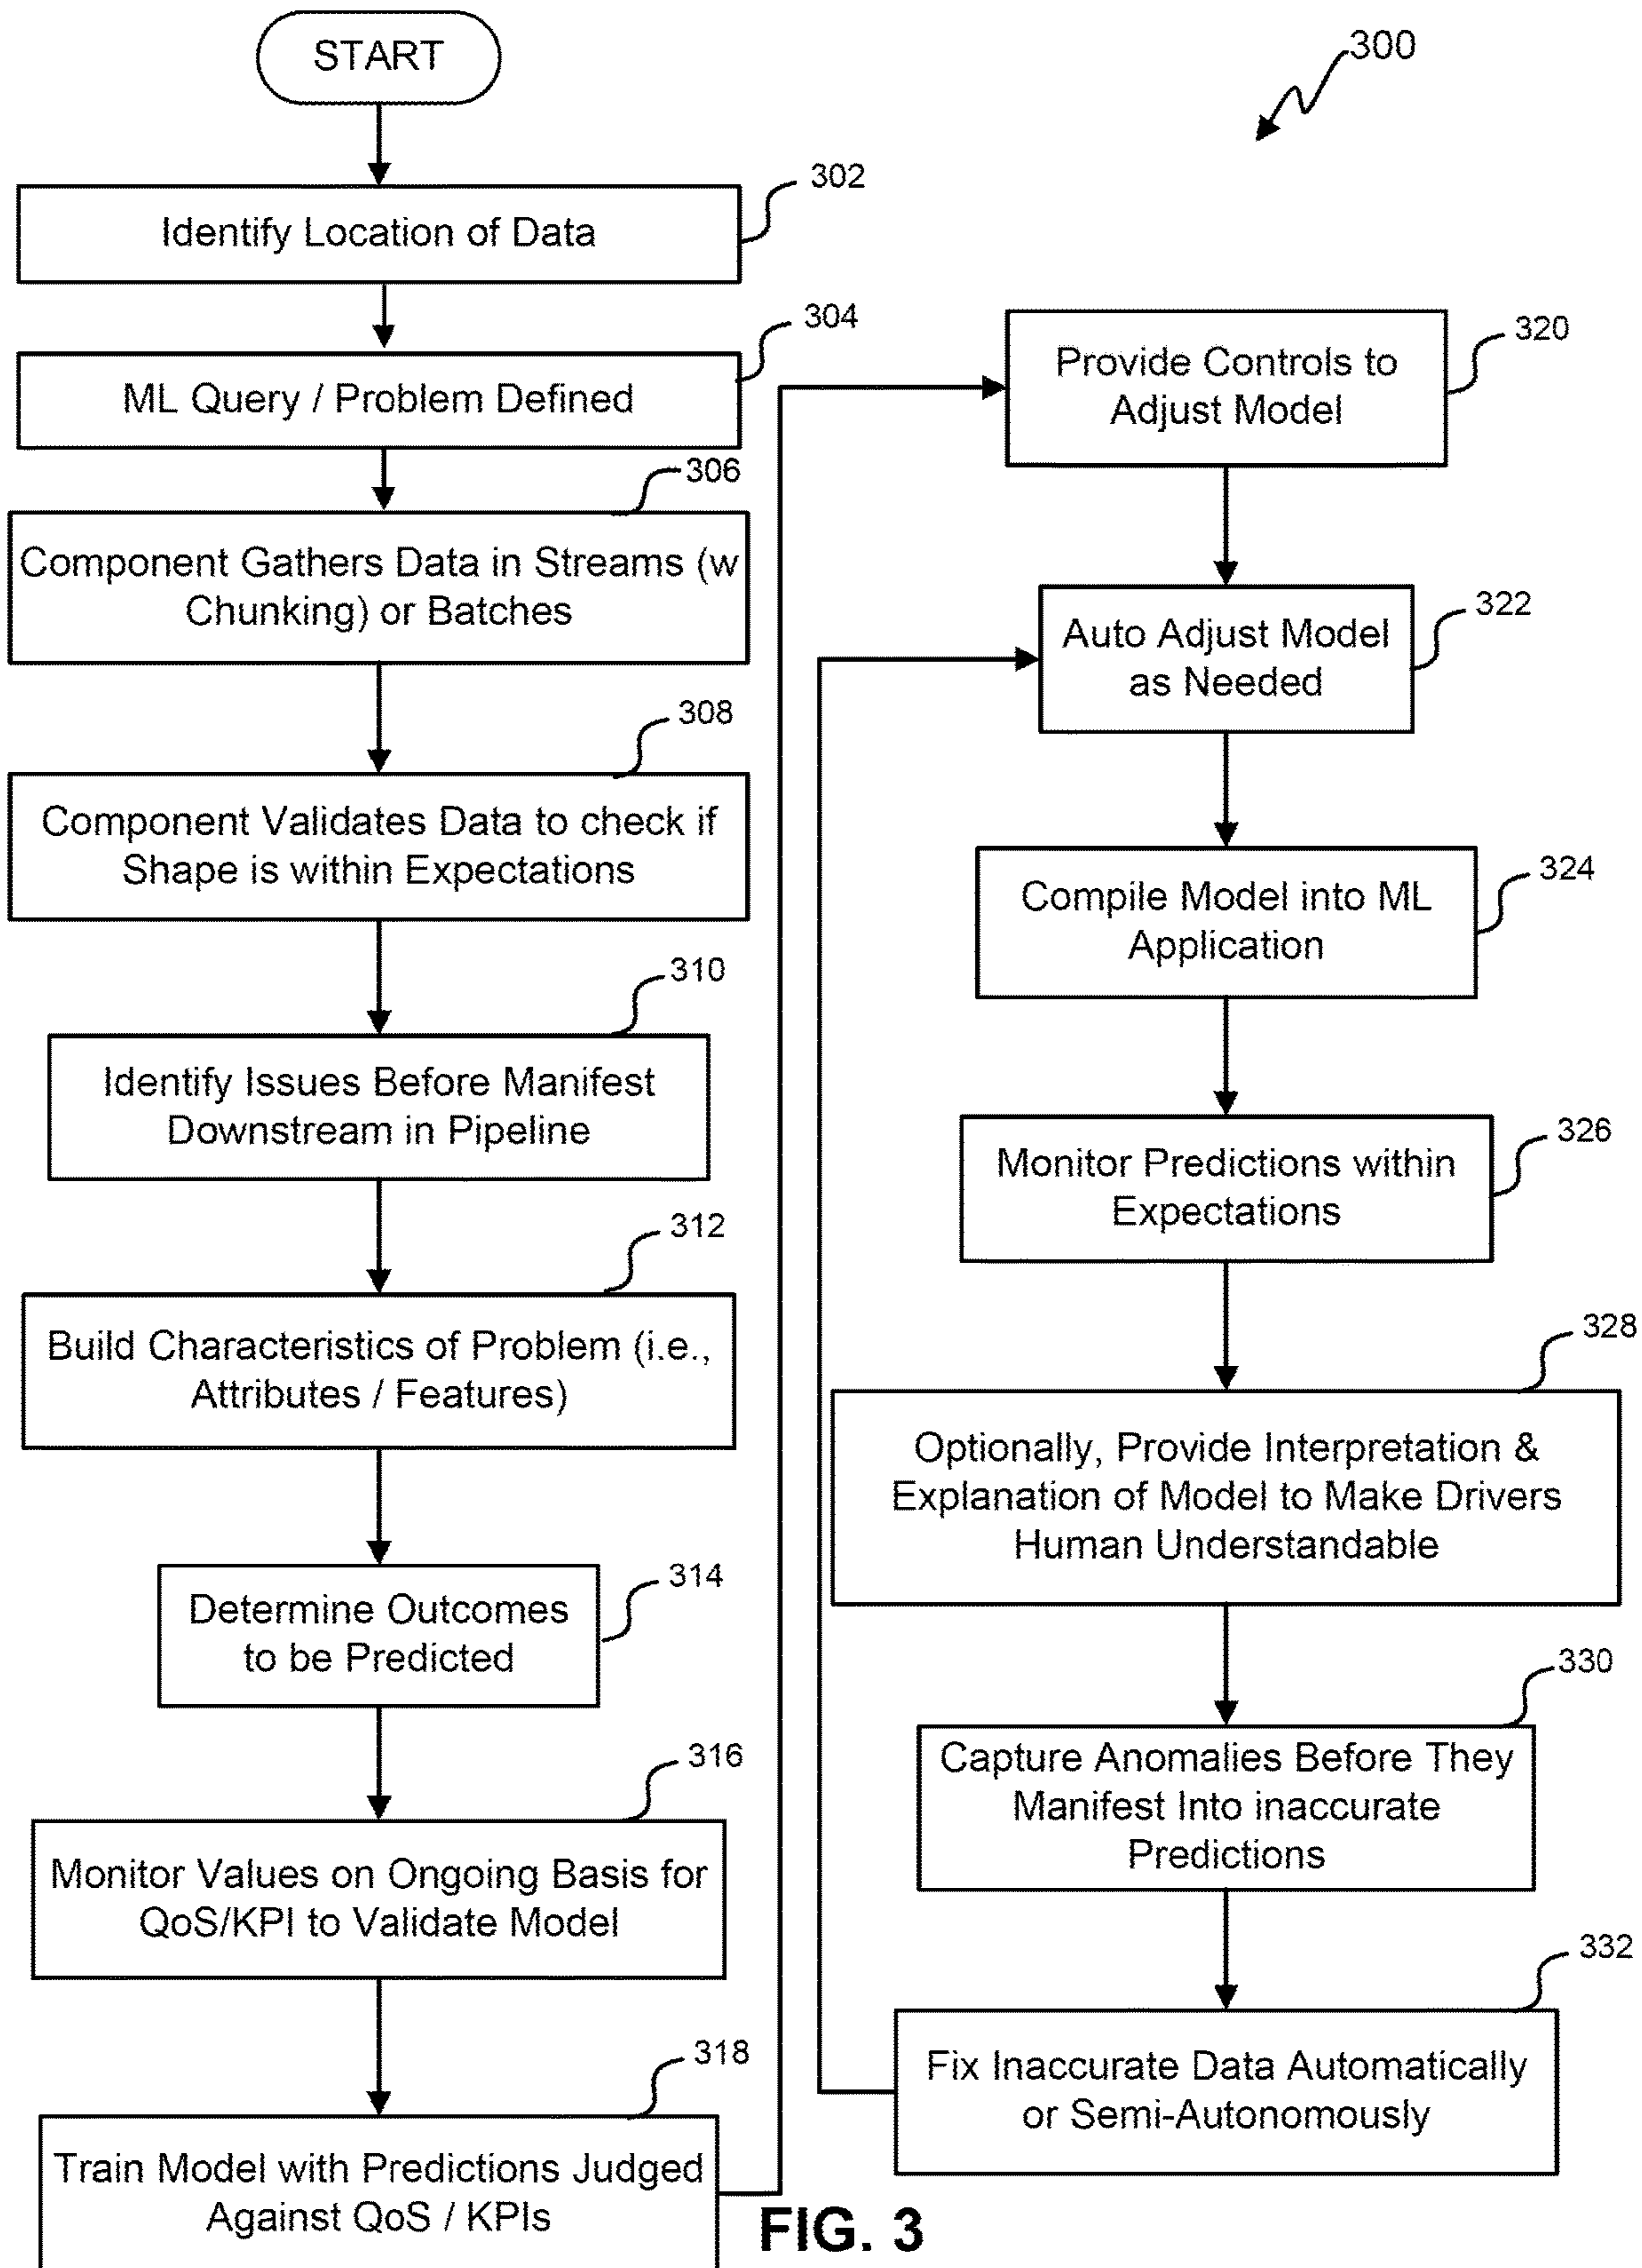 START
300
302
Identify Location of Data
304
ML Query / Problem Defined
306
Component Gathers Data in Streams (w
Chunking) or Batches
308
Component Validates Data to check if
Shape is within Expectations
310
Identify Issues Before Manifest
Downstream in Pipeline
312
Build Characteristics of Problem (i.e.,
Attributes / Features)
314
Determine Outcomes
to be Predicted
316
Monitor Values on Ongoing Basis for
QoS/KPI to Validate Model
318
Train Model with Predictions Judged
Against QoS / KPIs
320
Provide Controls to
Adjust Model
322
Auto Adjust Model
as Needed
324
Compile Model into ML
Application
326
Monitor Predictions within
Expectations
328
Optionally, Provide Interpretation &
Explanation of Model to Make Drivers
Human Understandable
330
Capture Anomalies Before They
Manifest Into inaccurate
Predictions
332
Fix Inaccurate Data Automatically
or Semi-Autonomously
FIG. 3